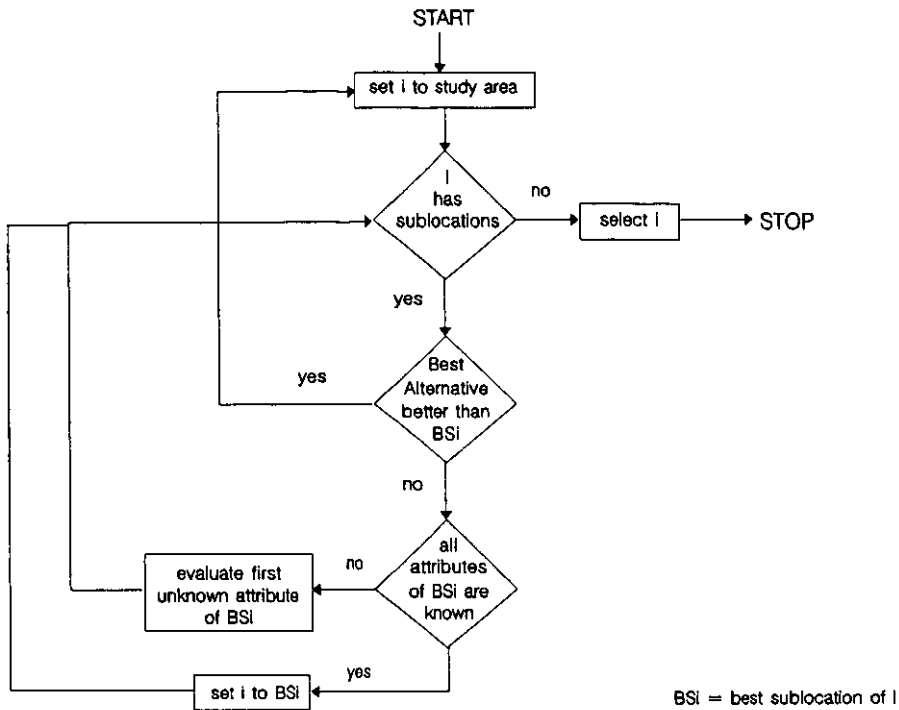 START
set i to study area
I
has
sublocations
no
select i
STOP
yes
Best
Alternative
better than
BSi
yes
no
all
attributes
of BSi are
known
no
evaluate first
unknown attribute
of BSi
yes
set i to BSi
BSi = best sublocation of I